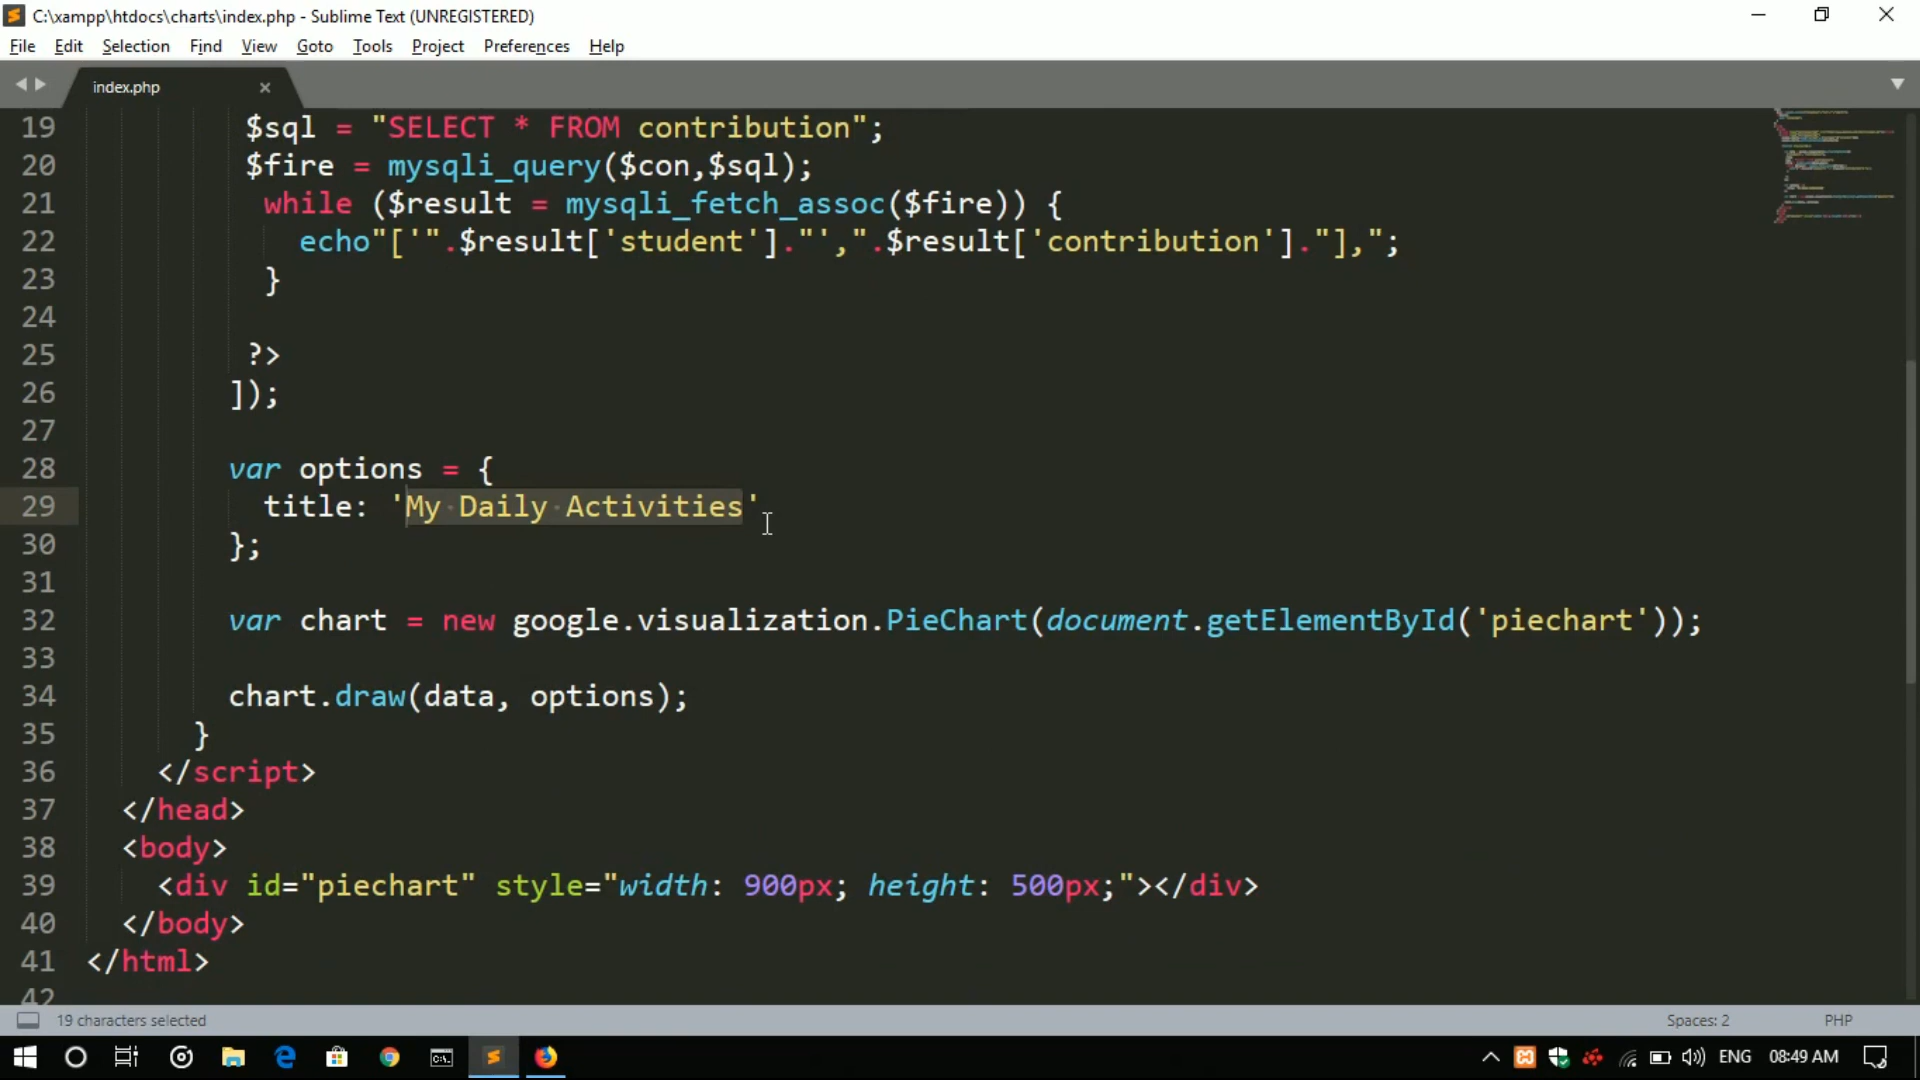 C:\xampp\htdocs\charts\index.php - Sublime Text (UNREGISTERED)
File Edit Selection Find View Goto Tools Project Preferences Help
index.php
19 $sql = "SELECT * FROM contribution";
20 $fire = mysqli_query($con,$sql);
21 while ($result = mysqli_fetch_assoc($fire)) {
22 echo"['".$result['student']."',".$result['contribution']."],";
23 }
24
25 ?>
26 ]);
27
28 var options = {
29 title: 'My Daily Activities'
30 };
31
32 var chart = new google.visualization.PieChart(document.getElementById('piechart'));
33
34 chart.draw(data, options);
35 }
36 </script>
37 </head>
38 <body>
39 <div id="piechart" style="width: 900px; height: 500px;"></div>
40 </body>
41 </html>
42
19 characters selected Spaces: 2 PHP
ENG 08:49 AM